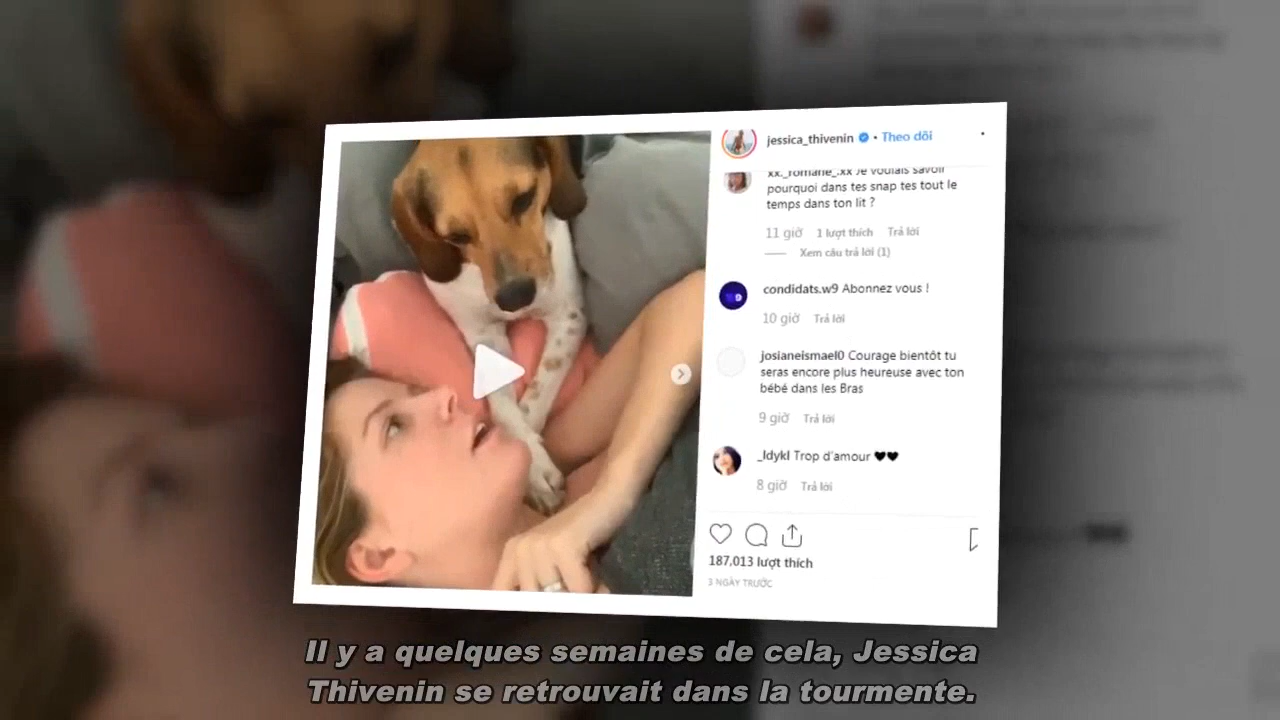 jessica_thivenin • Theo dõi
xx._romane_.xx Je voulais savoir
pourquoi dans tes snap tes tout le
temps dans ton lit ?
11 giờ 1 lượt thích Trả lời
Xem câu trả lời (1)
condidats.w9 Abonnez vous !
10 giờ Trả lời
josianeismael0 Courage bientôt tu
seras encore plus heureuse avec ton
bébé dans les Bras
9 giờ Trả lời
_ldykl Trop d'amour ♥♥
8 giờ Trả lời
187,013 lượt thích
3 NGÀY TRƯỚC
Il y a quelques semaines de cela, Jessica
Thivenin se retrouvait dans la tourmente.